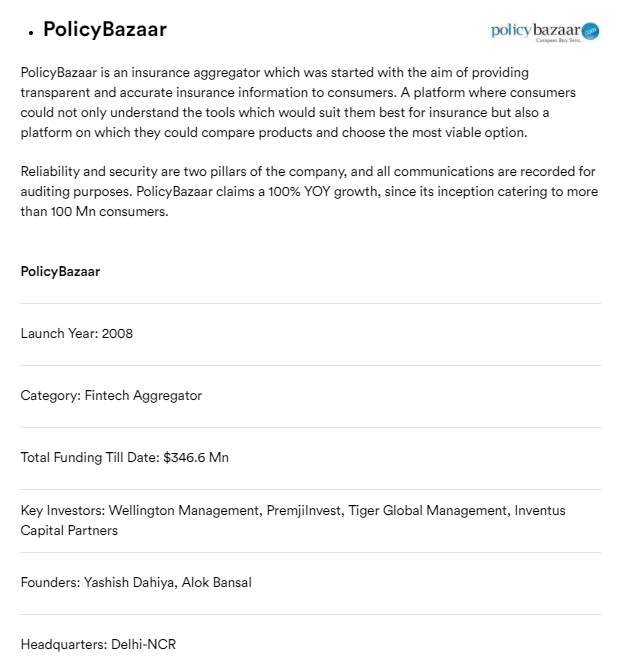 PolicyBazaar
policybazaar.com
Compare. Buy. Save.
PolicyBazaar is an insurance aggregator which was started with the aim of providing
transparent and accurate insurance information to consumers. A platform where consumers
could not only understand the tools which would suit them best for insurance but also a
platform on which they could compare products and choose the most viable option.
Reliability and security are two pillars of the company, and all communications are recorded for
auditing purposes. PolicyBazaar claims a 100% YOY growth, since its inception catering to more
than 100 Mn consumers.
PolicyBazaar
Launch Year: 2008
Category: Fintech Aggregator
Total Funding Till Date: $346.6 Mn
Key Investors: Wellington Management, PremjiInvest, Tiger Global Management, Inventus
Capital Partners
Founders: Yashish Dahiya, Alok Bansal
Headquarters: Delhi-NCR